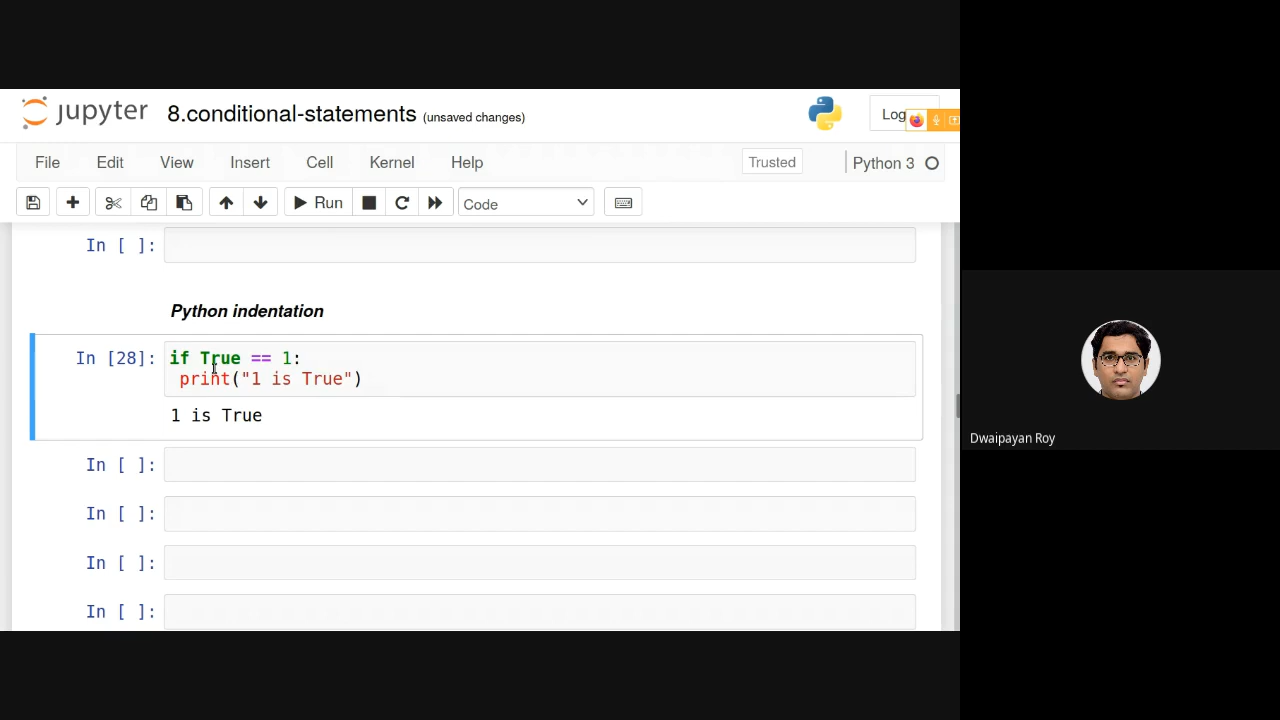 jupyter 8.conditional-statements (unsaved changes) Log
File Edit View Insert Cell Kernel Help Trusted Python 3
Run Code
In [ ]:
Python indentation
In [28]: if True == 1:
 print("1 is True")
1 is True
In [ ]:
In [ ]:
In [ ]:
In [ ]:
Dwaipayan Roy